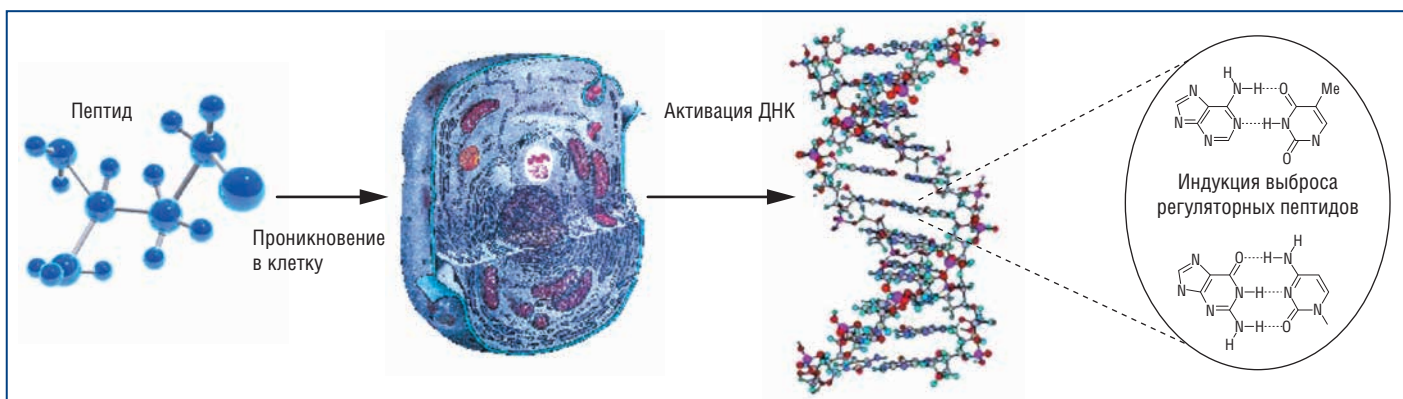 Пептид
Проникновение
в клетку
Активация ДНК
N
N
N
N
N
H
H
O
Me
N
H
N
O
Индукция выброса
регуляторных пептидов
H
N
N
N
N
O
H
N
H
N
H
N
N
N
H
H
O